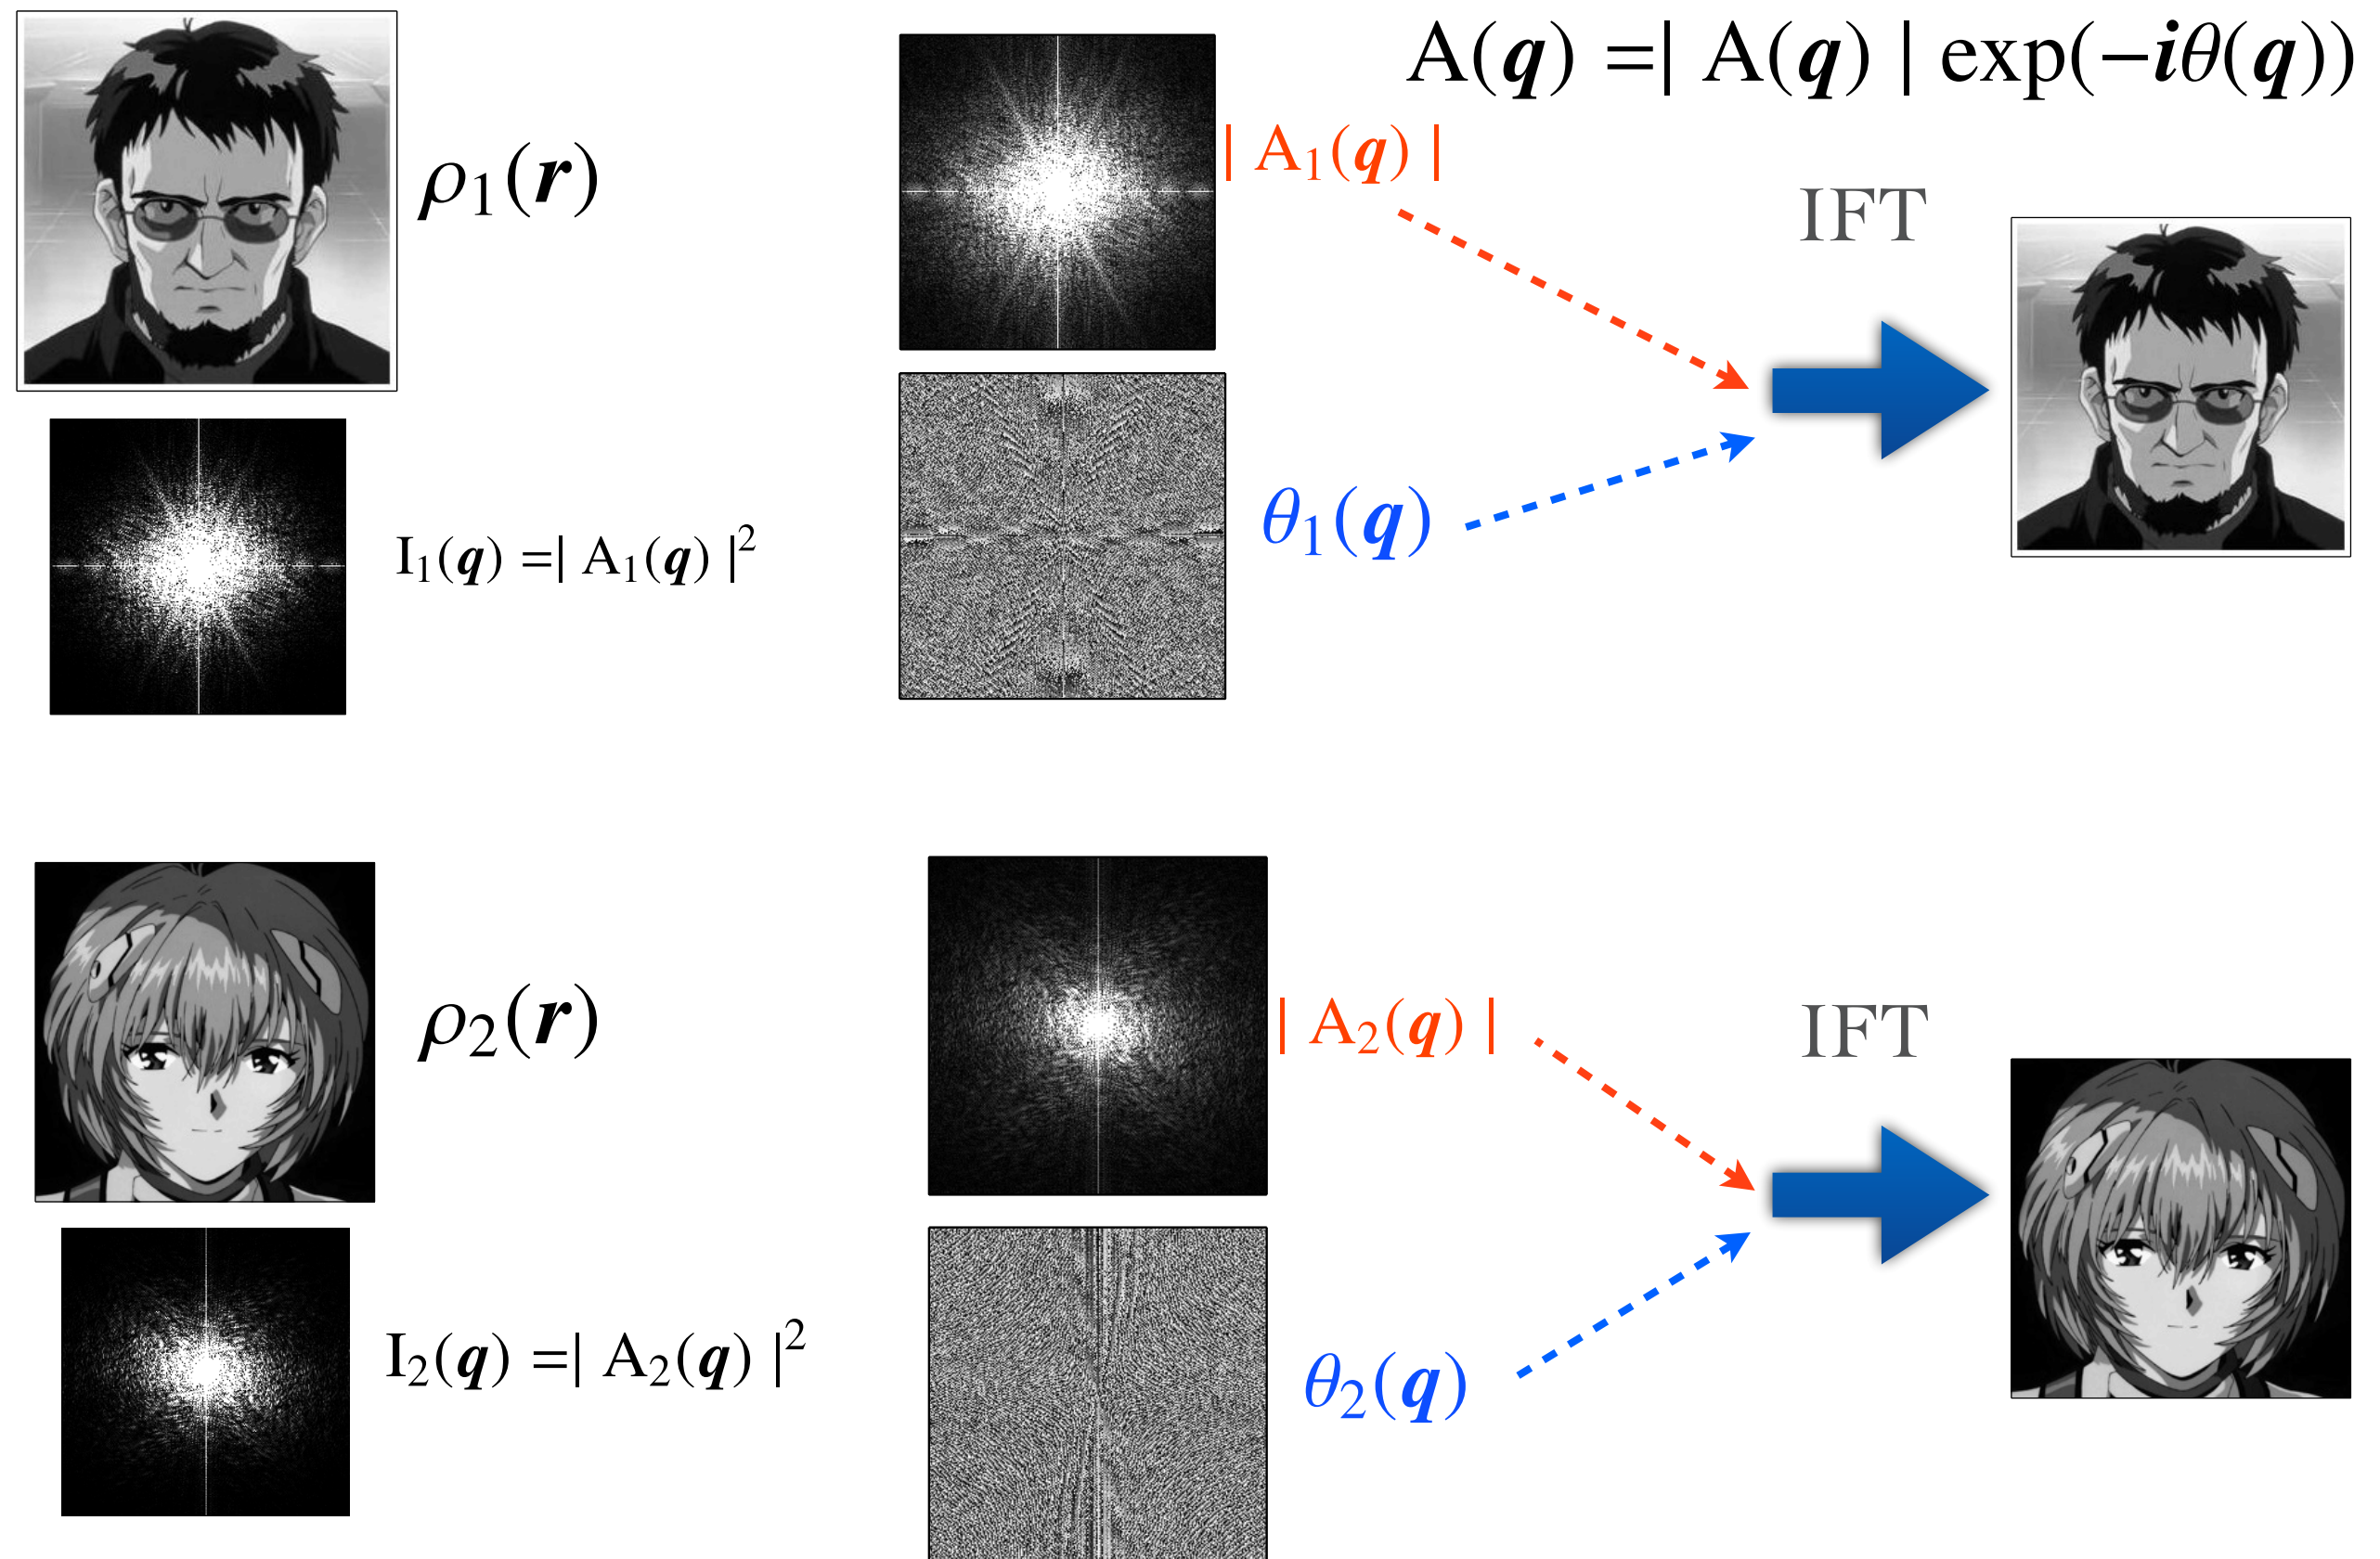 A(q) =| A(q) | exp(−iθ(q))
| A₁(q) |
ρ₁(r)
IFT
θ₁(q)
I₁(q) =| A₁(q) |²
ρ₂(r)
| A₂(q) |
IFT
I₂(q) =| A₂(q) |²
θ₂(q)